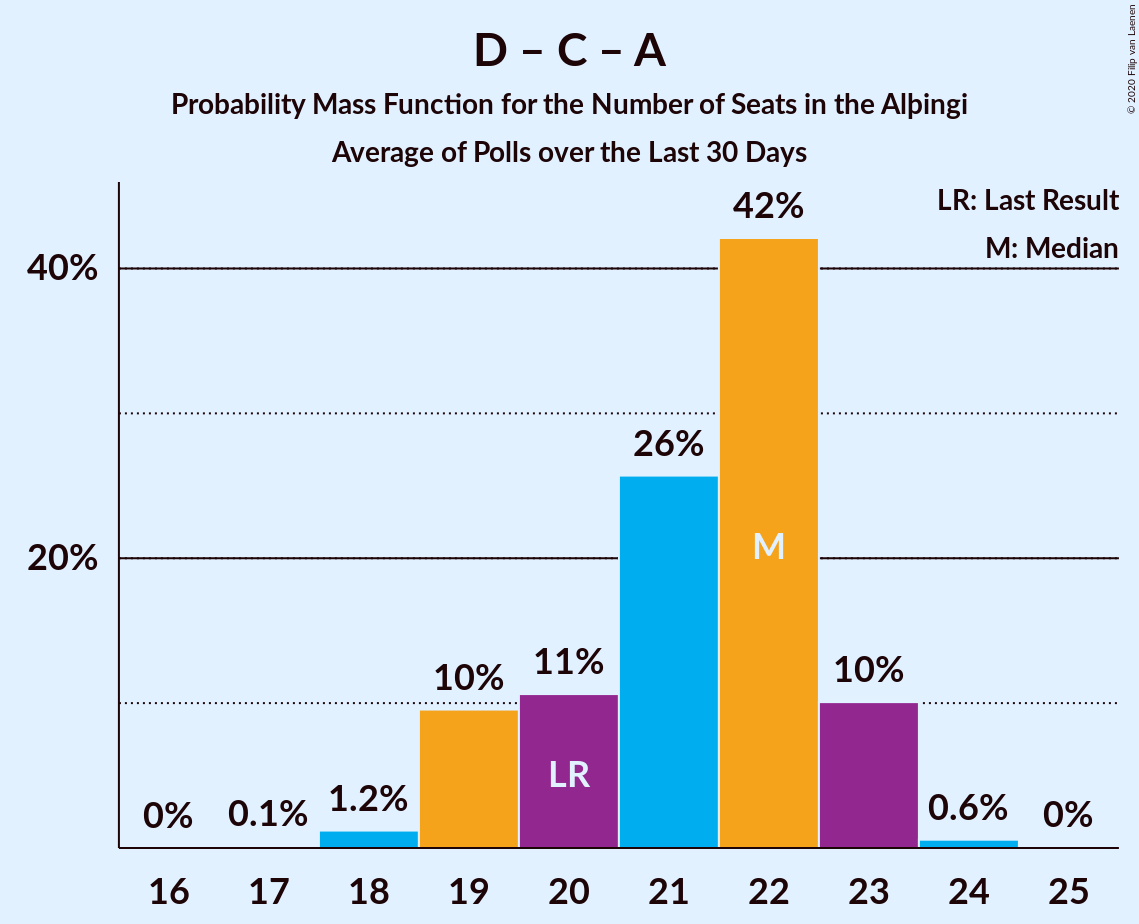 D – C – A
Probability Mass Function for the Number of Seats in the Alþingi
Average of Polls over the Last 30 Days
© 2020 Filip van Laenen
LR: Last Result
M: Median
40%
20%
0%
0.1%
1.2%
10%
11%
26%
42%
10%
0.6%
0%
LR
M
16 17 18 19 20 21 22 23 24 25